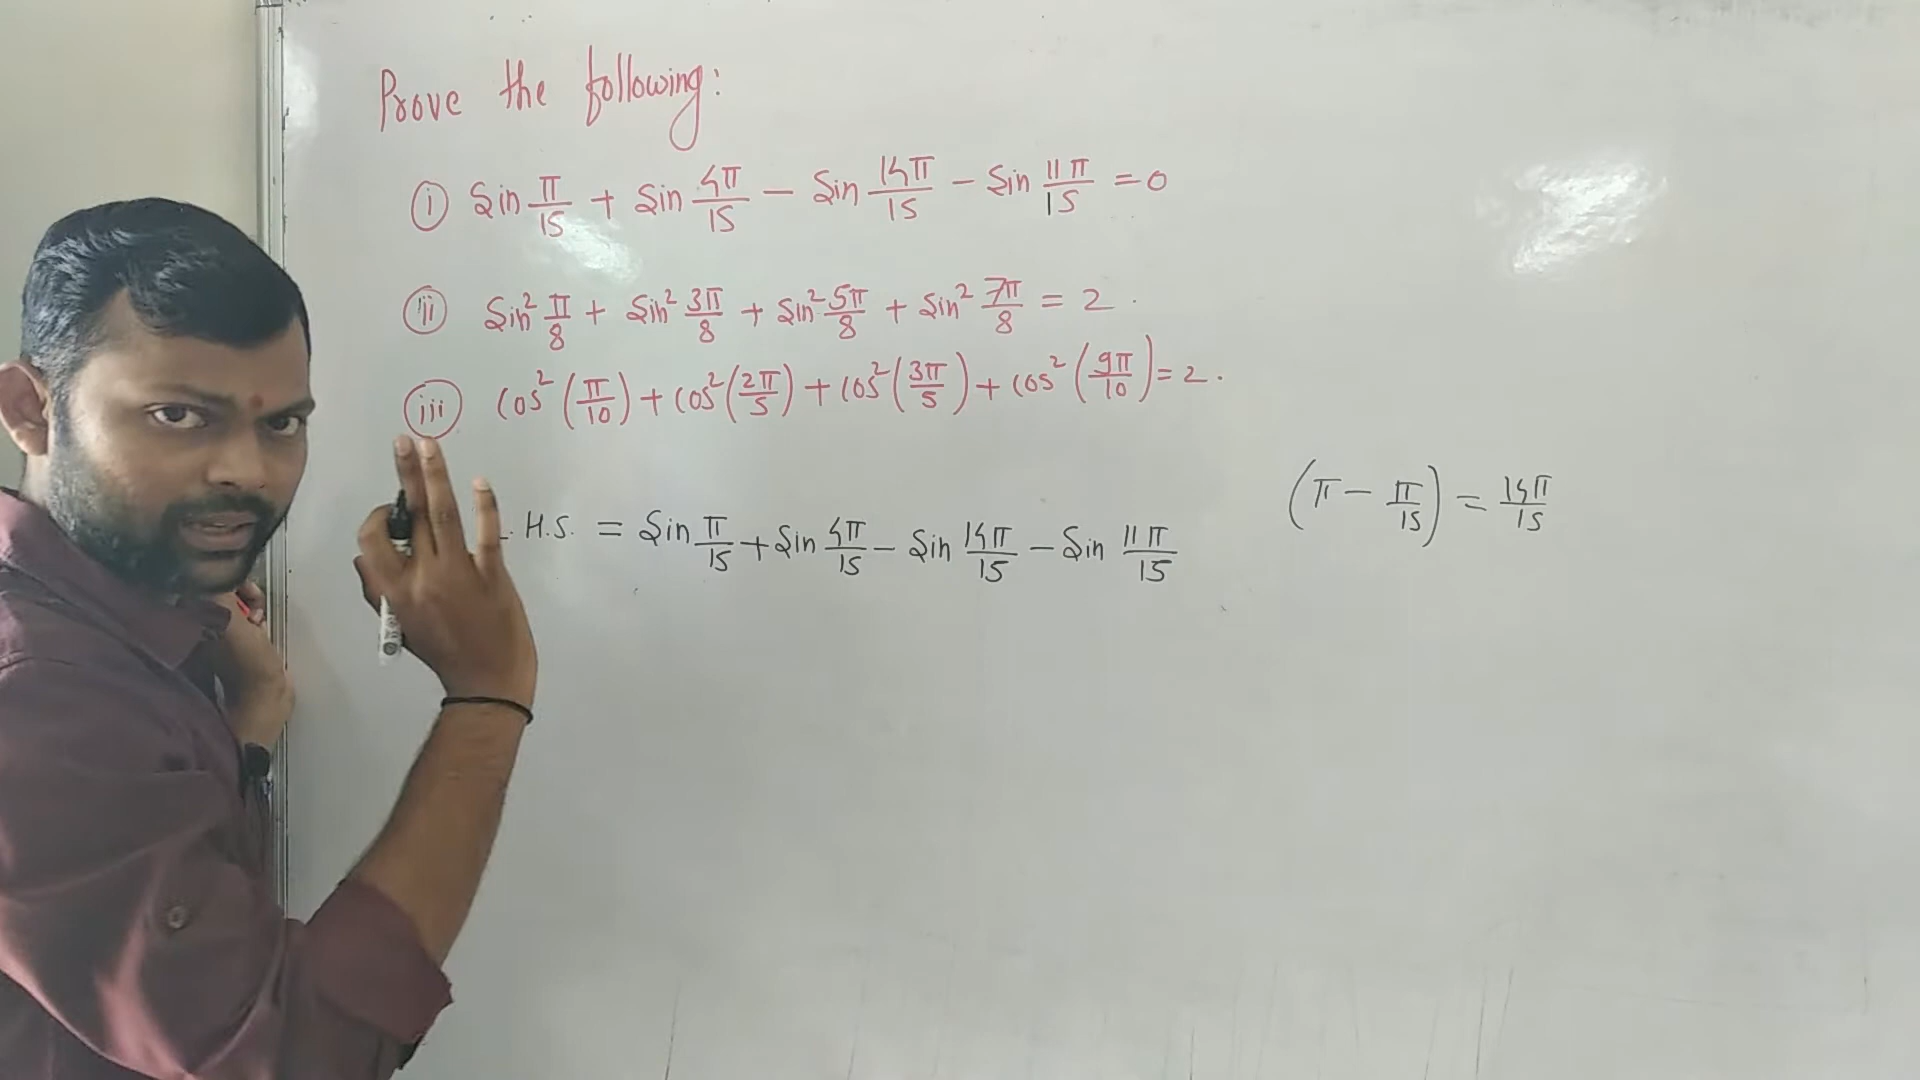 Prove the following:
(i) Sin π/15 + Sin 4π/15 − Sin 14π/15 − Sin 11π/15 = 0
(ii) Sin² π/8 + Sin² 3π/8 + Sin² 5π/8 + Sin² 7π/8 = 2.
(iii) Cos² (π/10) + Cos² (2π/5) + Cos² (3π/5) + Cos² (9π/10) = 2.
(π − π/15) = 14π/15
L.H.S. = Sin π/15 + Sin 4π/15 − Sin 14π/15 − Sin 11π/15